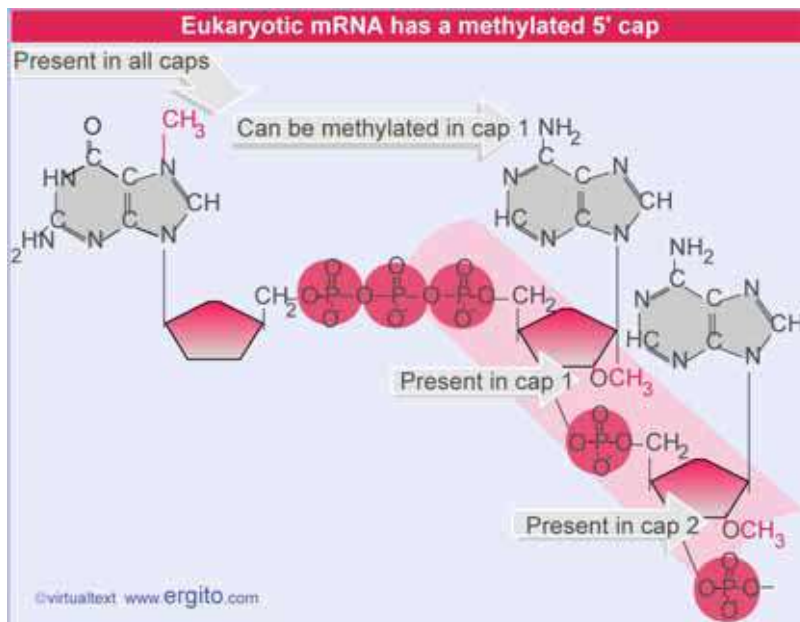 Eukaryotic mRNA has a methylated 5' cap
Present in all caps
CH3
Can be methylated in cap 1
NH2
O
C
N
C
N
HN
C
N
C
CH
CH
C
C
HC
C
2HN
N
N
N
N
NH2
C
N
O
O
O
N
C
CH2
O
P
O
P
O
P
O
CH2
CH
O-
O-
O-
HC
C
N
N
Present in cap 1
OCH3
O
O
P
O
CH2
O-
Present in cap 2
OCH3
O
O
P
O
O-
©virtualtext www.ergito.com